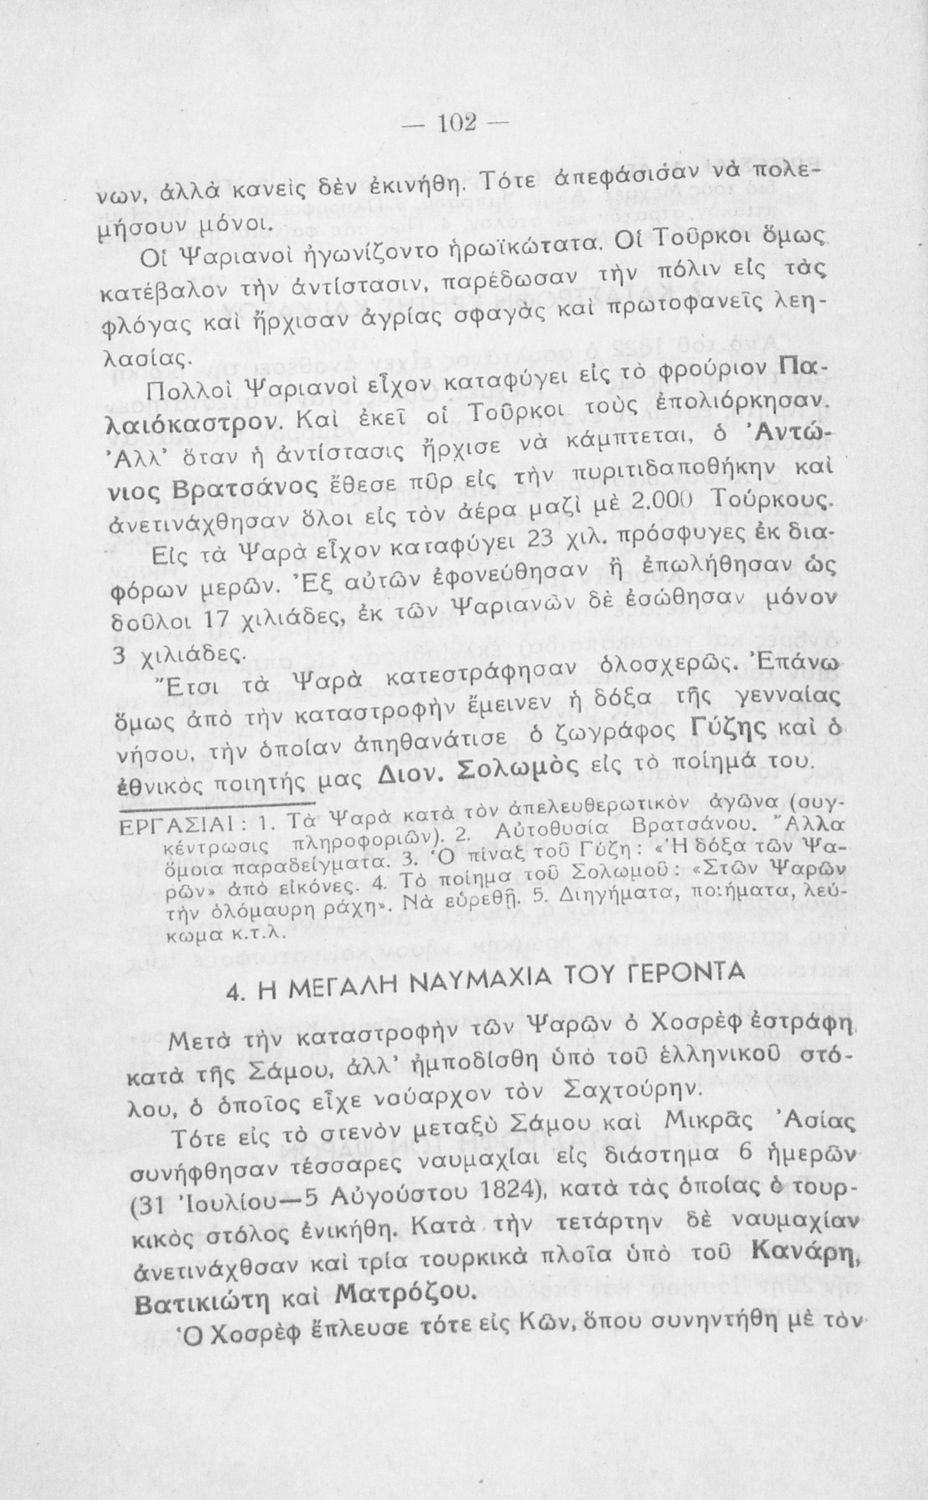 — 102 —
νων, ἀλλὰ κανεὶς δὲν ἐκινήθη. Τότε ἀπεφάσισαν νὰ πολε-
μήσουν μόνοι.
Οἱ Ψαριανοὶ ἠγωνίζοντο ἡρωϊκώτατα. Οἱ Τοῦρκοι ὅμως
κατέβαλον τὴν ἀντίστασιν, παρέδωσαν τὴν πόλιν εἰς τὰς
φλόγας καὶ ἤρχισαν ἀγρίας σφαγὰς καὶ πρωτοφανεῖς λεη-
λασίας.
Πολλοὶ Ψαριανοὶ εἶχον καταφύγει εἰς τὸ φρούριον Πα-
λαιόκαστρον. Καὶ ἐκεῖ οἱ Τοῦρκοι τοὺς ἐπολιόρκησαν.
Ἀλλ' ὅταν ἡ ἀντίστασις ἤρχισε νὰ κάμπτεται, ὁ Ἀντώ-
νιος Βρατσάνος ἔθεσε πῦρ εἰς τὴν πυριτιδαποθήκην καὶ
ἀνετινάχθησαν ὅλοι εἰς τὸν ἀέρα μαζὶ μὲ 2.000 Τούρκους.
Εἰς τὰ Ψαρὰ εἶχον καταφύγει 23 χιλ. πρόσφυγες ἐκ δια-
φόρων μερῶν. Ἐξ αὐτῶν ἐφονεύθησαν ἢ ἐπωλήθησαν ὡς
δοῦλοι 17 χιλιάδες, ἐκ τῶν Ψαριανῶν δὲ ἐσώθησαν μόνον
3 χιλιάδες.
Ἔτσι τὰ Ψαρὰ κατεστράφησαν ὁλοσχερῶς. Ἐπάνω
ὅμως ἀπὸ τὴν καταστροφὴν ἔμεινεν ἡ δόξα τῆς γενναίας
νήσου, τὴν ὁποίαν ἀπηθανάτισε ὁ ζωγράφος Γύζης καὶ ὁ
ἐθνικὸς ποιητής μας Διον. Σολωμὸς εἰς τὸ ποίημά του.
ΕΡΓΑΣΙΑΙ: 1. Τὰ Ψαρὰ κατὰ τὸν ἀπελευθερωτικὸν ἀγῶνα (συγ-
κέντρωσις πληροφοριῶν). 2. Αὐτοθυσία Βρατσάνου. Ἄλλα
ὅμοια παραδείγματα. 3. Ὁ πίναξ τοῦ Γύζη: «Ἡ δόξα τῶν Ψα-
ρῶν» ἀπὸ εἰκόνες. 4. Τὸ ποίημα τοῦ Σολωμοῦ: «Στῶν Ψαρῶν
τὴν ὁλόμαυρη ράχη». Νὰ εὑρεθῇ. 5. Διηγήματα, ποιήματα, λεύ-
κωμα κ.τ.λ.
4. Η ΜΕΓΑΛΗ ΝΑΥΜΑΧΙΑ ΤΟΥ ΓΕΡΟΝΤΑ
Μετὰ τὴν καταστροφὴν τῶν Ψαρῶν ὁ Χοσρὲφ ἐστράφη
κατὰ τῆς Σάμου, ἀλλ' ἠμποδίσθη ὑπὸ τοῦ ἑλληνικοῦ στό-
λου, ὁ ὁποῖος εἶχε ναύαρχον τὸν Σαχτούρην.
Τότε εἰς τὸ στενὸν μεταξὺ Σάμου καὶ Μικρᾶς Ἀσίας
συνήφθησαν τέσσαρες ναυμαχίαι εἰς διάστημα 6 ἡμερῶν
(31 Ἰουλίου—5 Αὐγούστου 1824), κατὰ τὰς ὁποίας ὁ τουρ-
κικὸς στόλος ἐνικήθη. Κατὰ τὴν τετάρτην δὲ ναυμαχίαν
ἀνετινάχθσαν καὶ τρία τουρκικὰ πλοῖα ὑπὸ τοῦ Κανάρη,
Βατικιώτη καὶ Ματρόζου.
Ὁ Χοσρὲφ ἔπλευσε τότε εἰς Κῶν, ὅπου συνηντήθη μὲ τὸν